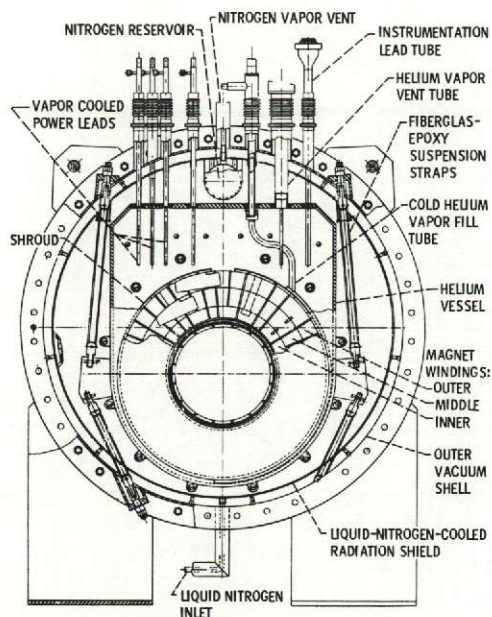 NITROGEN VAPOR VENT
NITROGEN RESERVOIR
INSTRUMENTATION
LEAD TUBE
HELIUM VAPOR
VENT TUBE
VAPOR COOLED
POWER LEADS
FIBERGLAS-
EPOXY
SUSPENSION
STRAPS
COLD HELIUM
VAPOR FILL
TUBE
SHROUD
HELIUM
VESSEL
MAGNET
WINDINGS:
OUTER
MIDDLE
INNER
OUTER
VACUUM
SHELL
LIQUID-NITROGEN-COOLED
RADIATION SHIELD
LIQUID NITROGEN
INLET